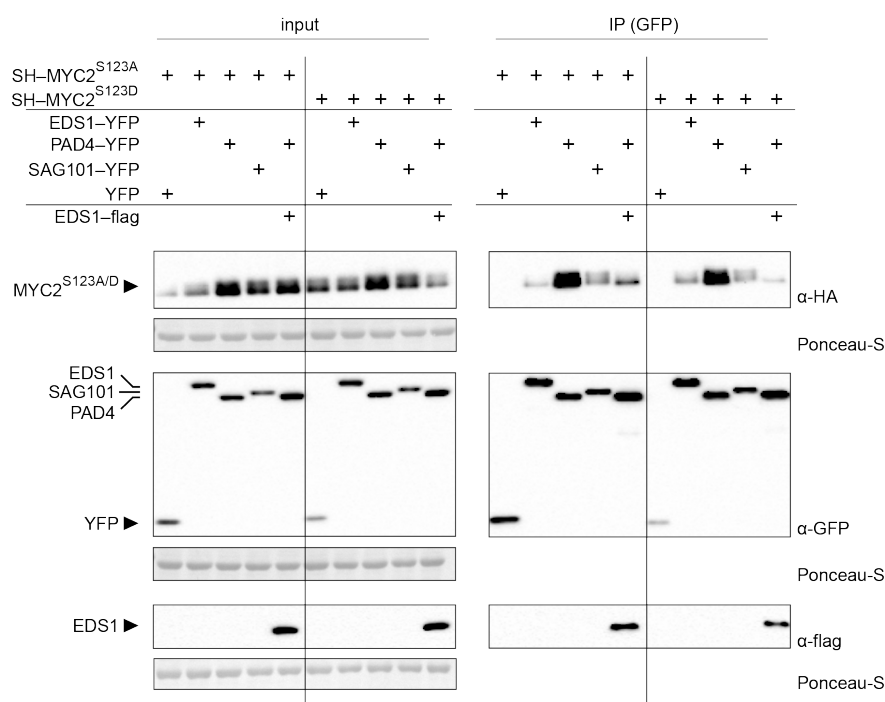 input IP (GFP)
SH–MYC2S123A + + + + + + + + + +
SH–MYC2S123D + + + + + + + + + +
EDS1–YFP + + + +
PAD4–YFP + + + + + + + +
SAG101–YFP + + + +
YFP + + + +
EDS1–flag + + + +
MYC2S123A/D
α-HA
Ponceau-S
EDS1
SAG101
PAD4
YFP
α-GFP
Ponceau-S
EDS1
α-flag
Ponceau-S